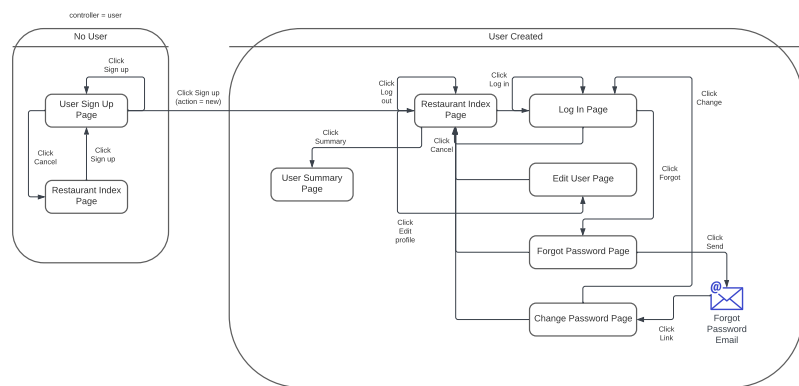 controller = user
No User
User Created
Click
Sign up
User Sign Up
Page
Click
Cancel
Click
Sign up
Restaurant Index
Page
Click Sign up
(action = new)
Click
Log
out
Restaurant Index
Page
Click
Log in
Log In Page
Click
Change
Click
Summary
Click
Cancel
User Summary
Page
Edit User Page
Click
Forgot
Click
Edit
profile
Forgot Password Page
Click
Send
@
Change Password Page
Click
Link
Forgot
Password
Email